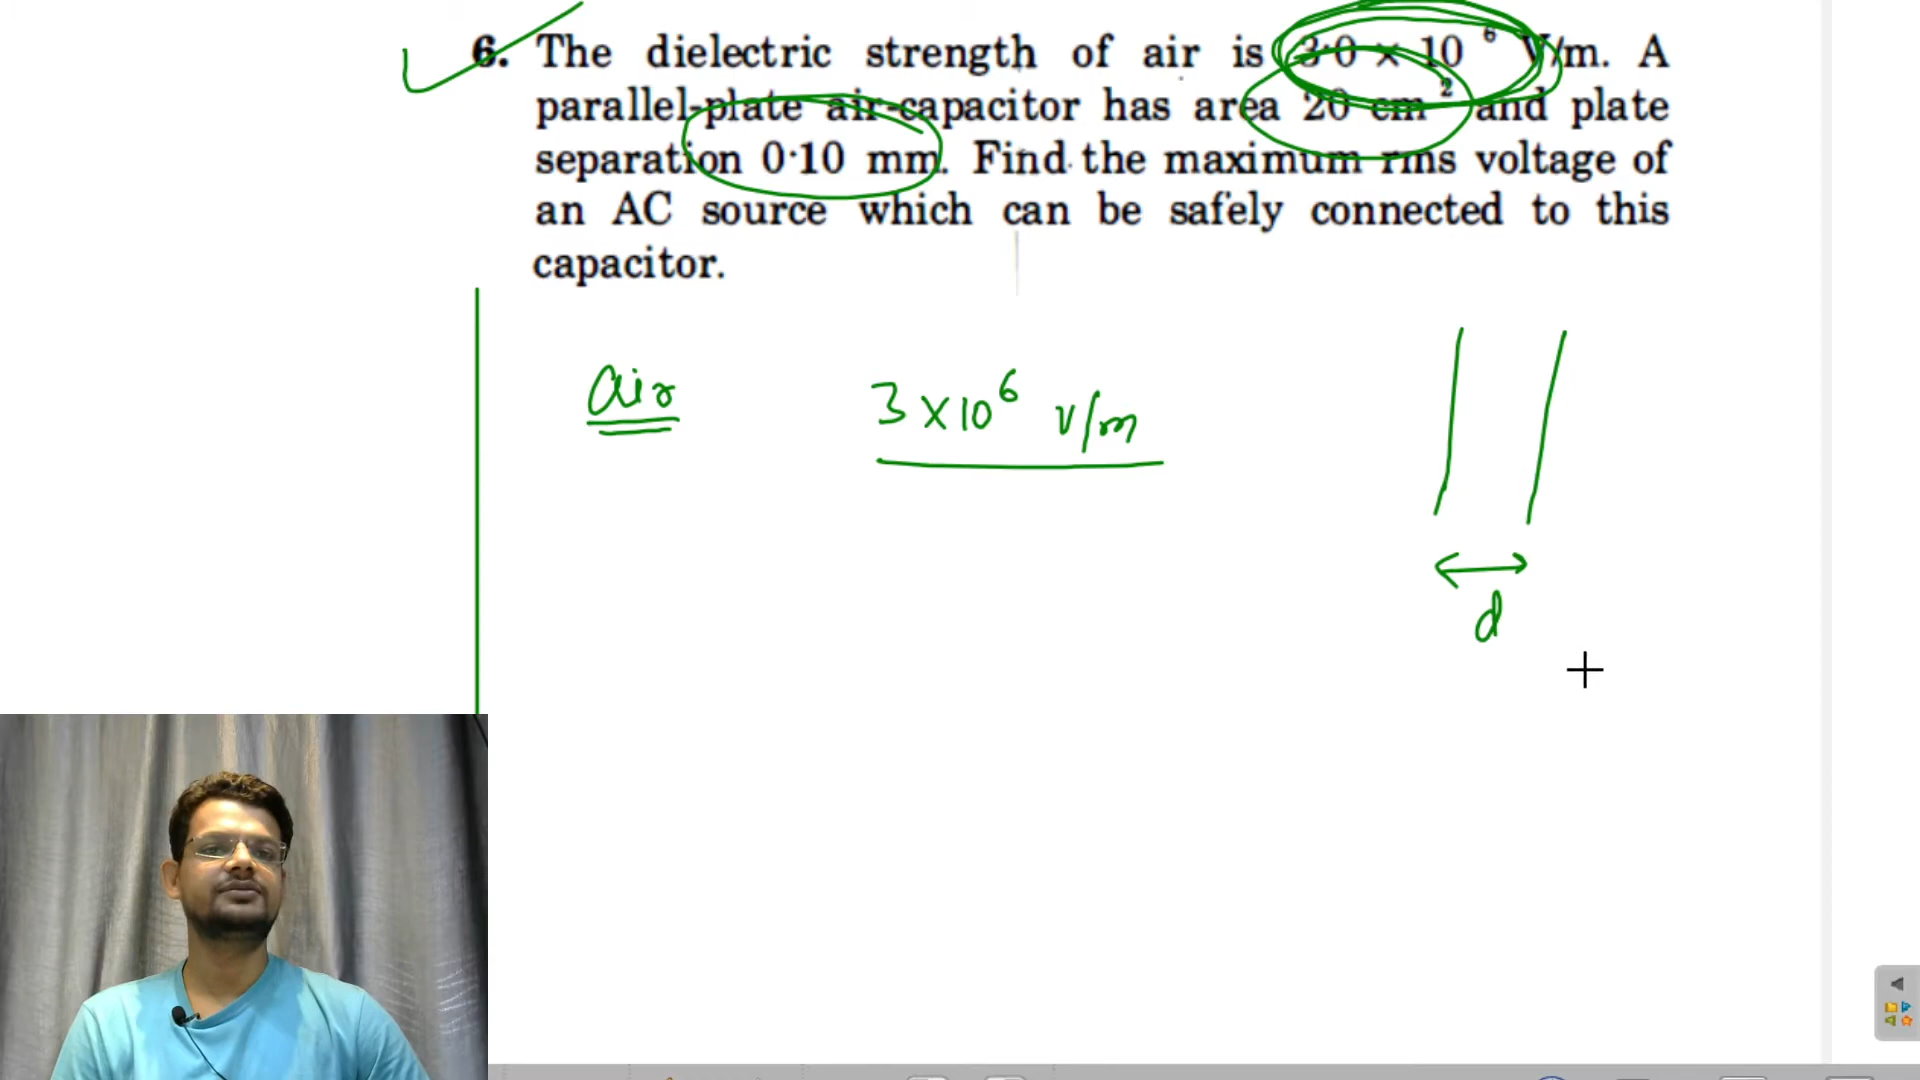 6. The dielectric strength of air is 3·0 × 10⁶ V/m. A
parallel-plate air-capacitor has area 20 cm² and plate
separation 0·10 mm. Find the maximum rms voltage of
an AC source which can be safely connected to this
capacitor.
air 3 × 10⁶ V/m
d